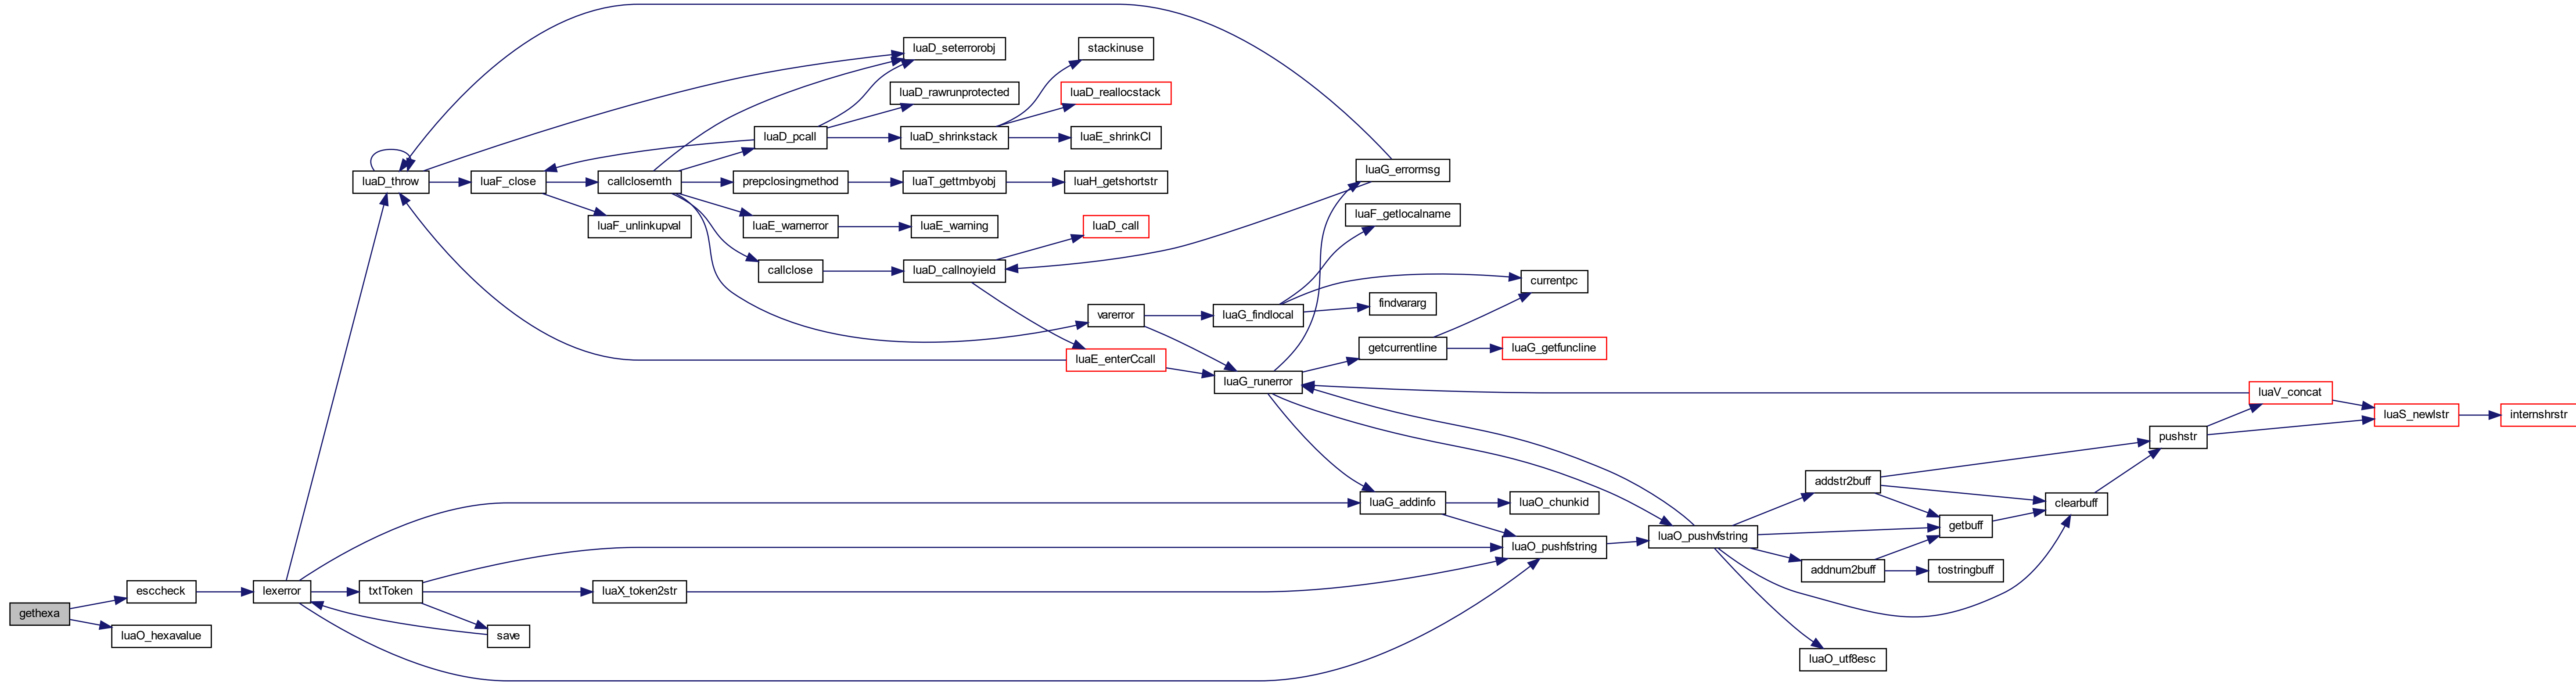 luaD_seterrorobj
stackinuse
luaD_rawrunprotected
luaD_reallocstack
luaD_pcall
luaD_shrinkstack
luaE_shrinkCI
luaG_errormsg
luaD_throw
luaF_close
callclosemth
prepclosingmethod
luaT_gettmbyobj
luaH_getshortstr
luaF_getlocalname
luaF_unlinkupval
luaE_warnerror
luaE_warning
luaD_call
callclose
luaD_callnoyield
currentpc
findvararg
varerror
luaG_findlocal
getcurrentline
luaG_getfuncline
luaE_enterCcall
luaG_runerror
luaV_concat
luaS_newlstr
internshrstr
pushstr
addstr2buff
luaG_addinfo
luaO_chunkid
clearbuff
getbuff
luaO_pushvfstring
luaO_pushfstring
addnum2buff
tostringbuff
esccheck
lexerror
txtToken
luaX_token2str
gethexa
luaO_hexavalue
save
luaO_utf8esc